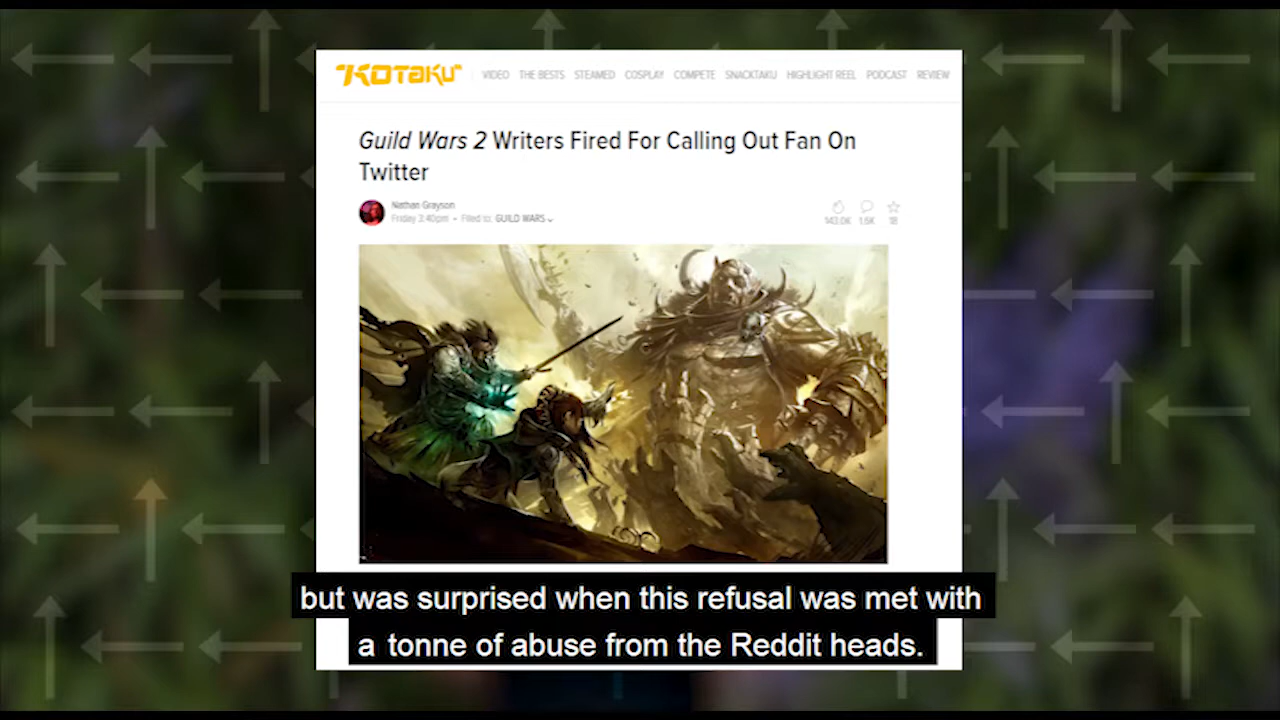 KOTAKU VIDEO THE BESTS STEAMED COSPLAY COMPETE SNACKTAKU HIGHLIGHT REEL PODCAST REVIEW
Guild Wars 2 Writers Fired For Calling Out Fan On
Twitter
Nathan Grayson
Friday 3:40pm • Filed to: GUILD WARS
143.0K 1.6K 18
but was surprised when this refusal was met with
a tonne of abuse from the Reddit heads.